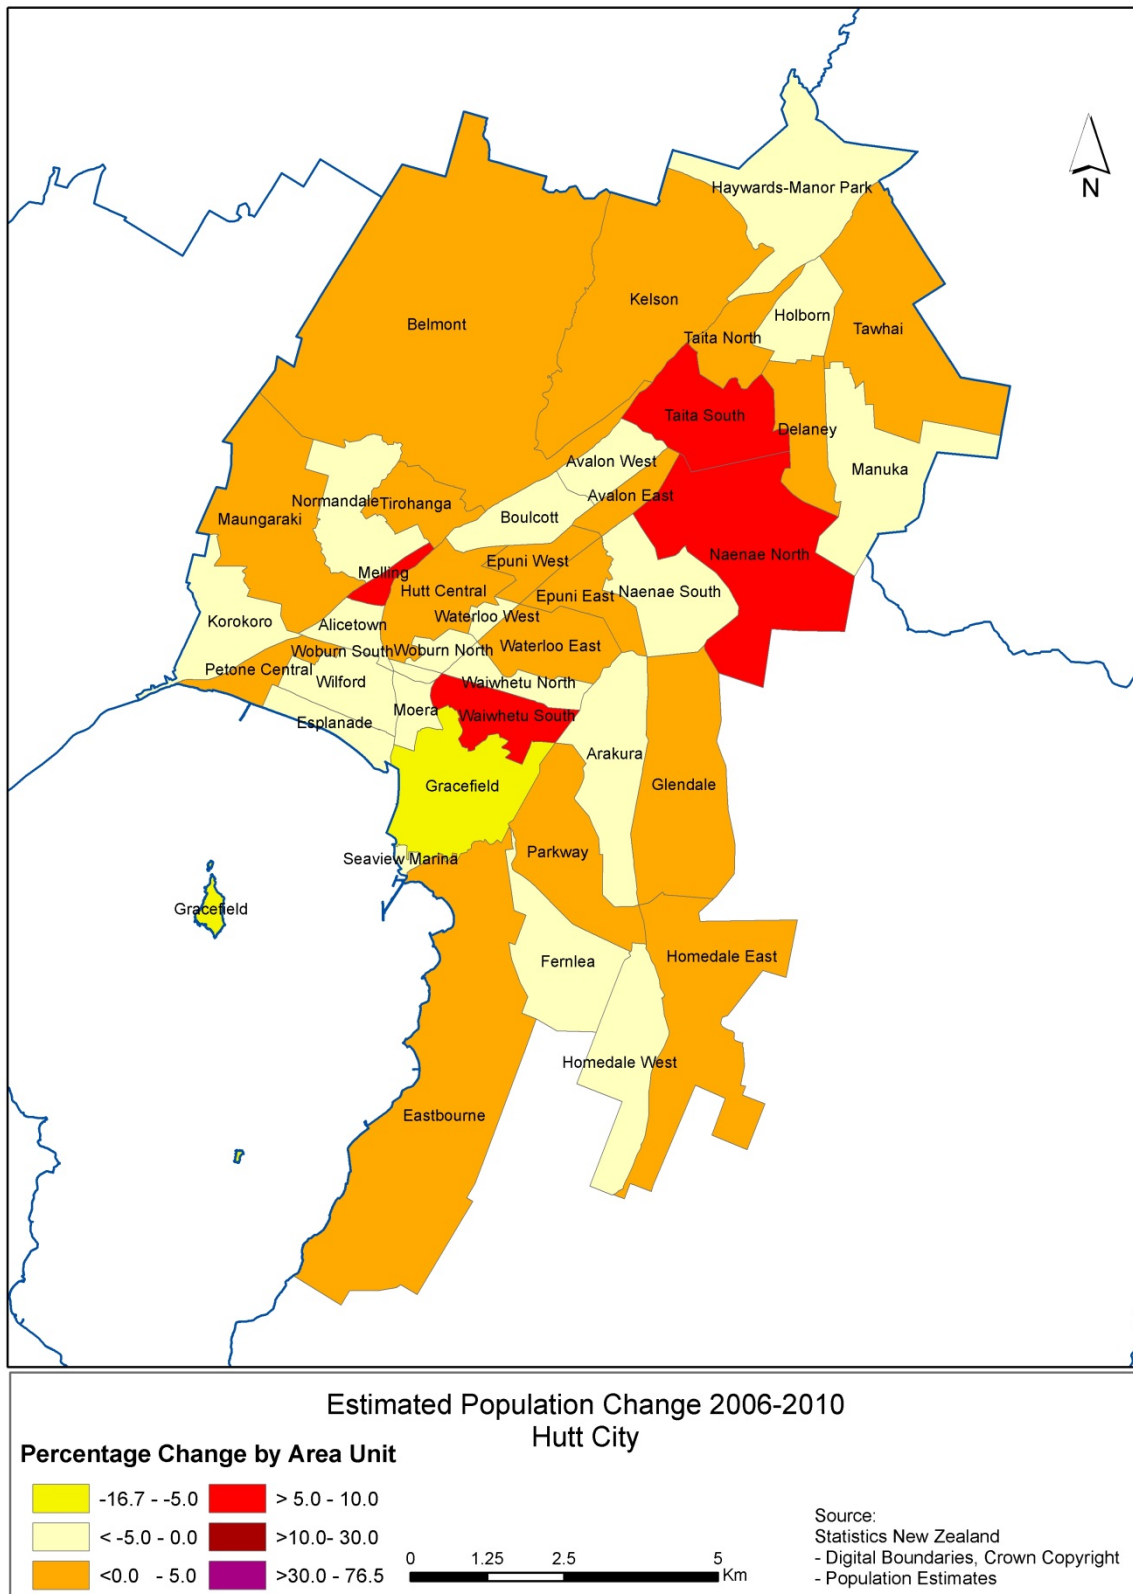 N
Haywards-Manor Park
Kelson
Holborn
Belmont
Taita North
Tawhai
Taita South
Delaney
Avalon West
Manuka
Avalon East
Normandale
Tirohanga
Maungaraki
Boulcott
Naenae North
Melling
Epuni West
Hutt Central
Epuni East
Naenae South
Korokoro
Alicetown
Waterloo West
Woburn South
Woburn North
Waterloo East
Petone Central
Wilford
Waiwhetu North
Moera
Esplanade
Waiwhetu South
Arakura
Gracefield
Glendale
Seaview Marina
Parkway
Gracefield
Fernlea
Homedale East
Homedale West
Eastbourne
Estimated Population Change 2006-2010
Hutt City
Percentage Change by Area Unit
-16.7 - -5.0
< -5.0 - 0.0
<0.0 - 5.0
> 5.0 - 10.0
>10.0- 30.0
>30.0 - 76.5
0 1.25 2.5 5
Km
Source:
Statistics New Zealand
- Digital Boundaries, Crown Copyright
- Population Estimates